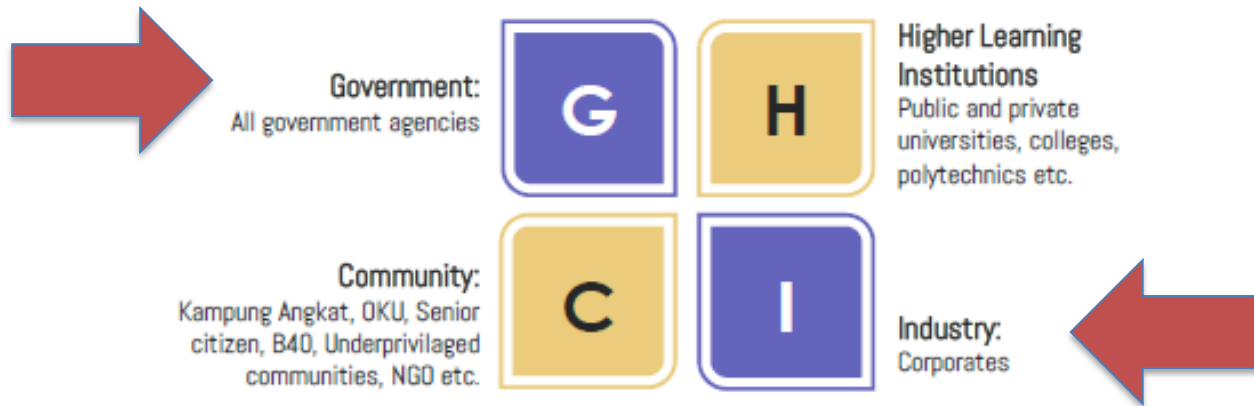 Government:
All government agencies
G
H
Higher Learning
Institutions
Public and private
universities, colleges,
polytechnics etc.
Community:
Kampung Angkat, OKU, Senior
citizen, B40, Underprivilaged
communities, NGO etc.
C
I
Industry:
Corporates